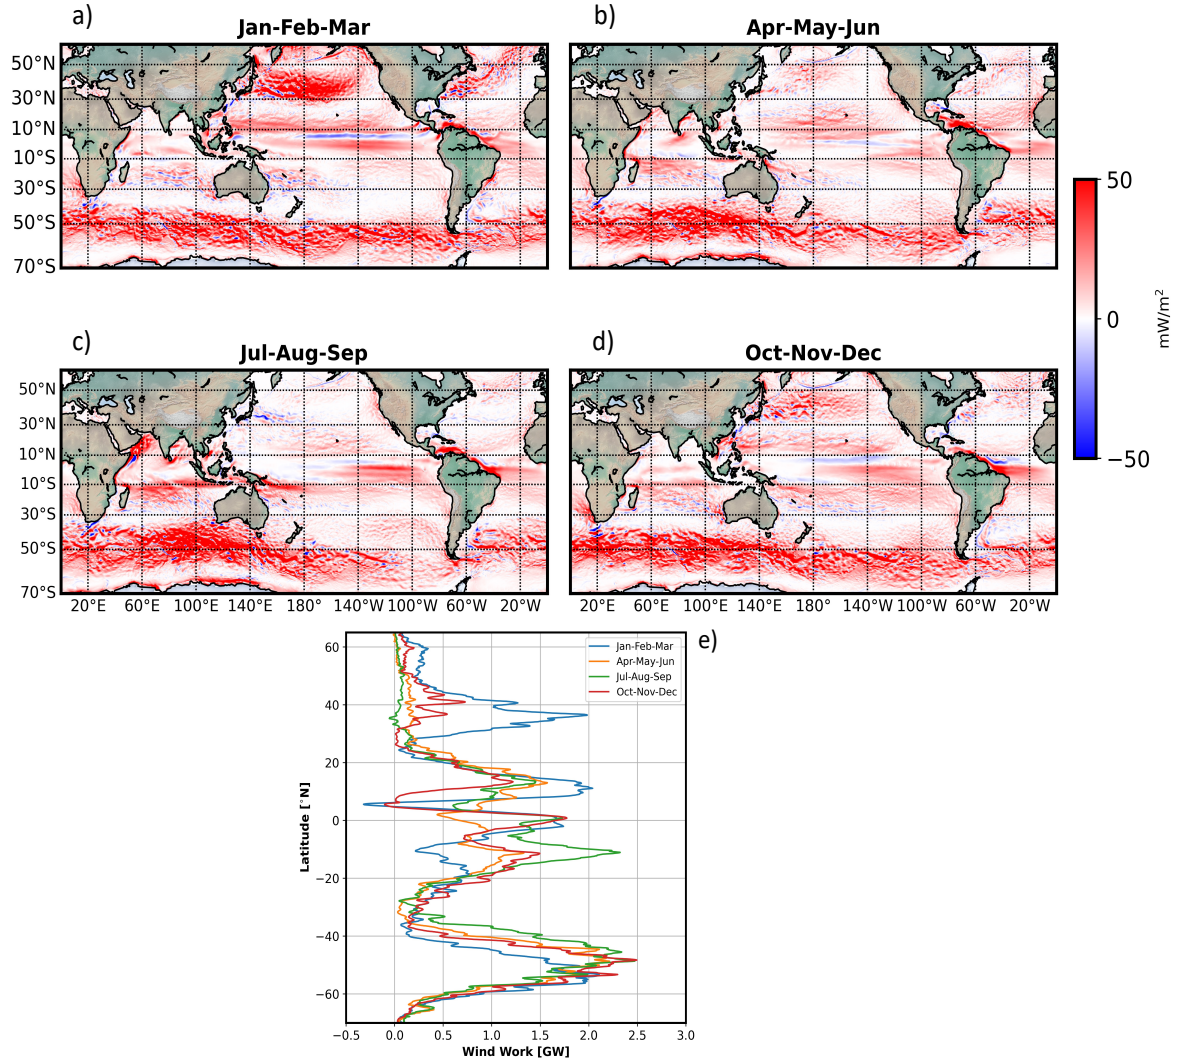 a) b)
Jan-Feb-Mar Apr-May-Jun
50°N
30°N
10°N
10°S
30°S
50°S
70°S
50
0
−50
mW/m²
c) d)
Jul-Aug-Sep Oct-Nov-Dec
50°N
30°N
10°N
10°S
30°S
50°S
70°S
20°E 60°E 100°E 140°E 180° 140°W 100°W 60°W 20°W
20°E 60°E 100°E 140°E 180° 140°W 100°W 60°W 20°W
e)
Jan-Feb-Mar
Apr-May-Jun
Jul-Aug-Sep
Oct-Nov-Dec
60
40
20
0
−20
−40
−60
Latitude [°N]
−0.5 0.0 0.5 1.0 1.5 2.0 2.5 3.0
Wind Work [GW]